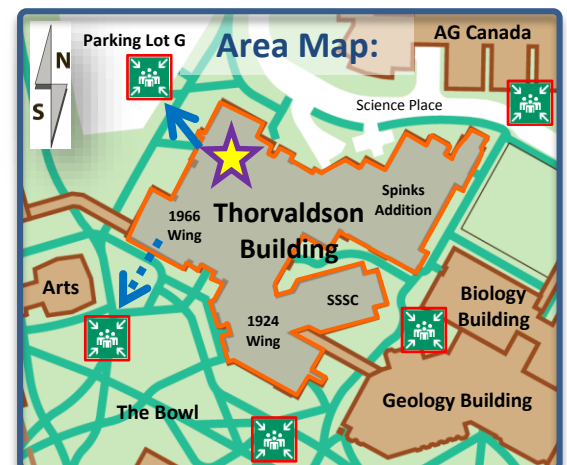 Area Map:
Parking Lot G
AG Canada
N
S
Science Place
Spinks
Addition
1966
Wing
Thorvaldson
Building
Arts
SSSC
Biology
Building
1924
Wing
The Bowl
Geology Building